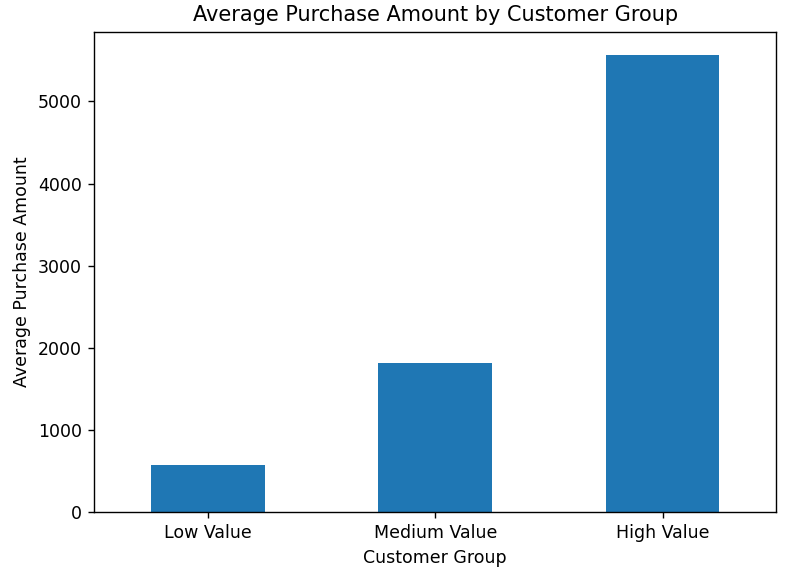 Average Purchase Amount by Customer Group
Average Purchase Amount
5000
4000
3000
2000
1000
0
Low Value
Medium Value
High Value
Customer Group